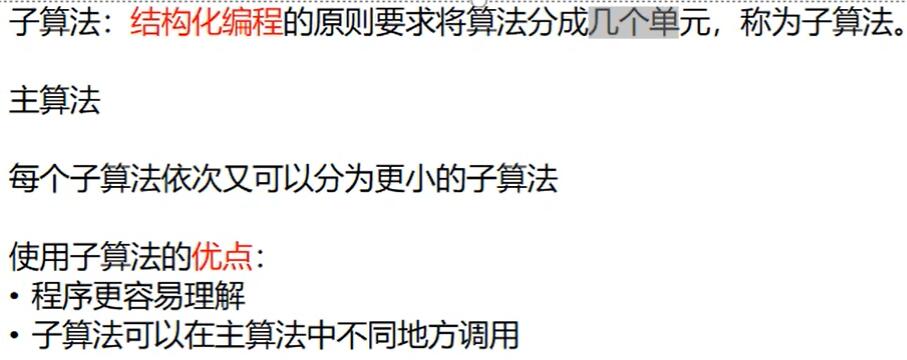 子算法：结构化编程的原则要求将算法分成几个单元，称为子算法。
主算法
每个子算法依次又可以分为更小的子算法
使用子算法的优点：
• 程序更容易理解
• 子算法可以在主算法中不同地方调用